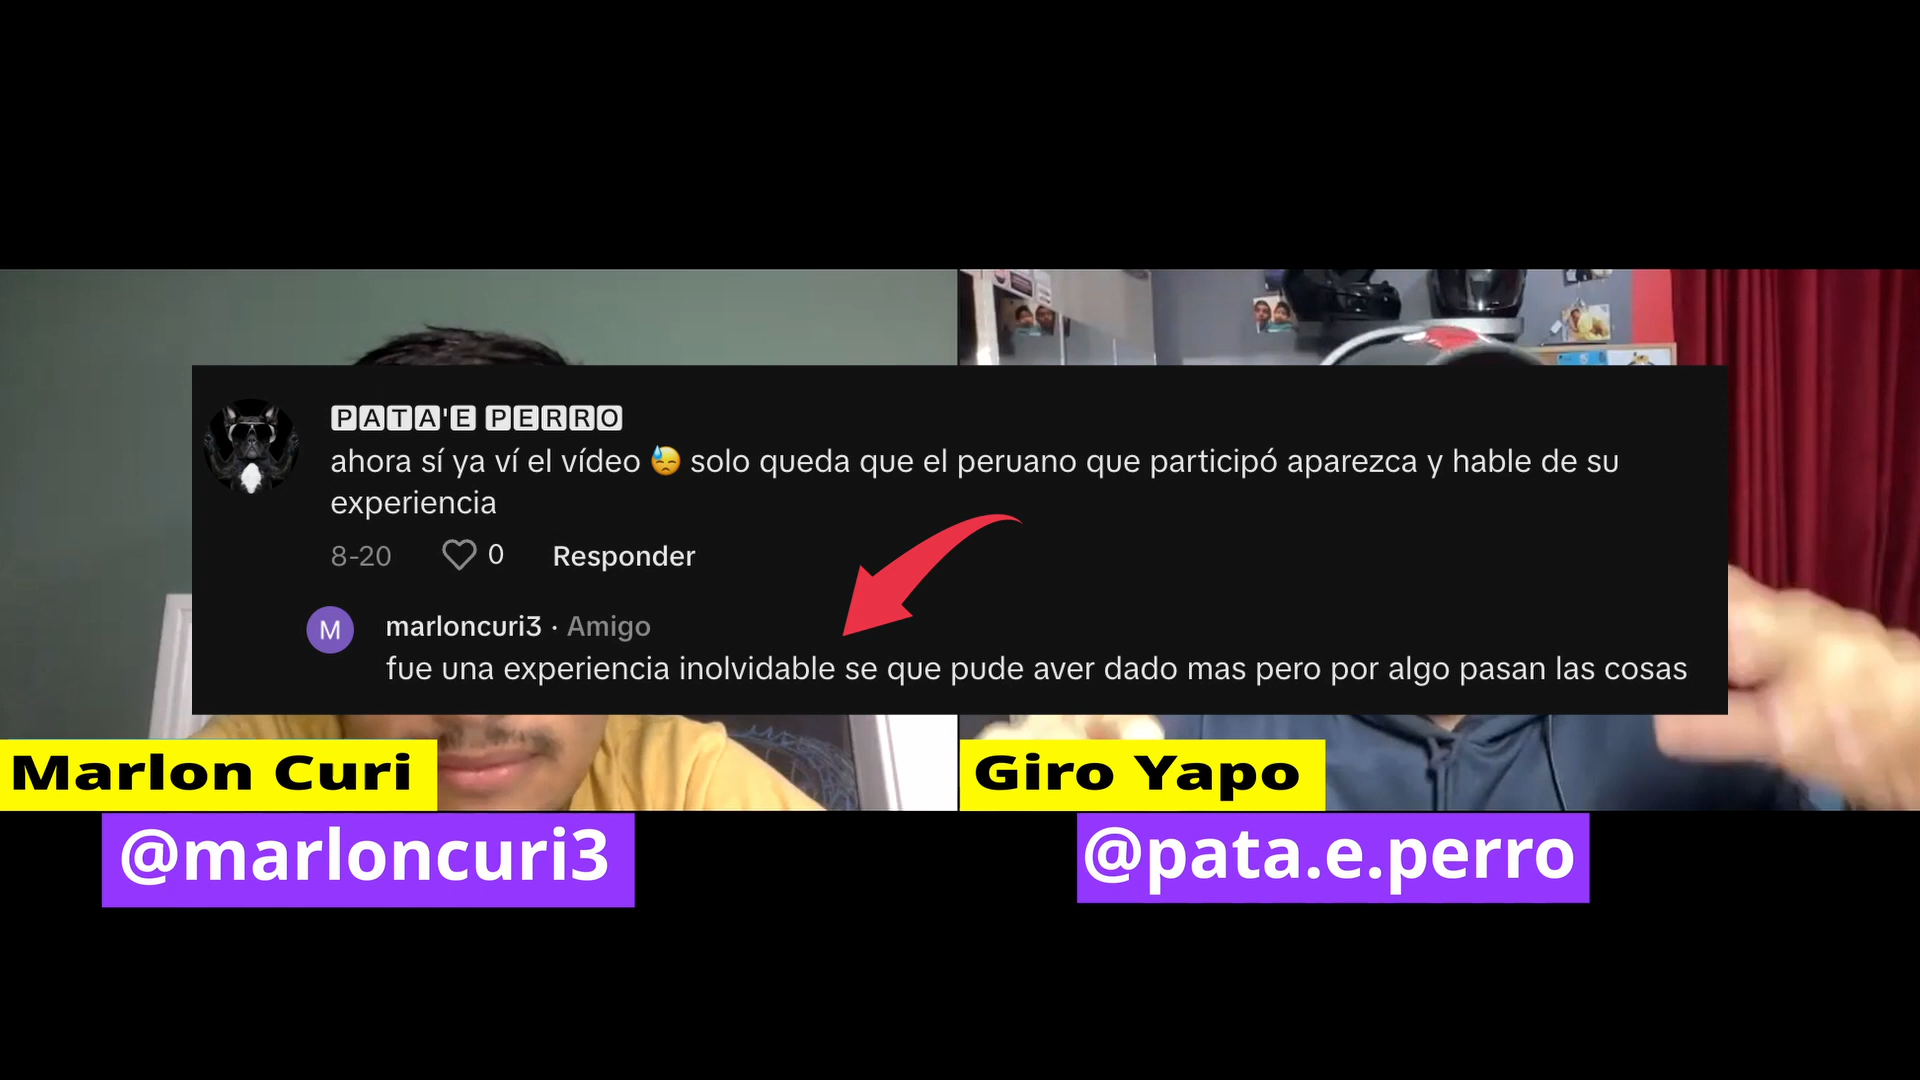 PATA'E PERRO
ahora sí ya ví el vídeo 😓 solo queda que el peruano que participó aparezca y hable de su
experiencia
8-20 0 Responder
M marloncuri3 · Amigo
fue una experiencia inolvidable se que pude aver dado mas pero por algo pasan las cosas
Marlon Curi
Giro Yapo
@marloncuri3
@pata.e.perro